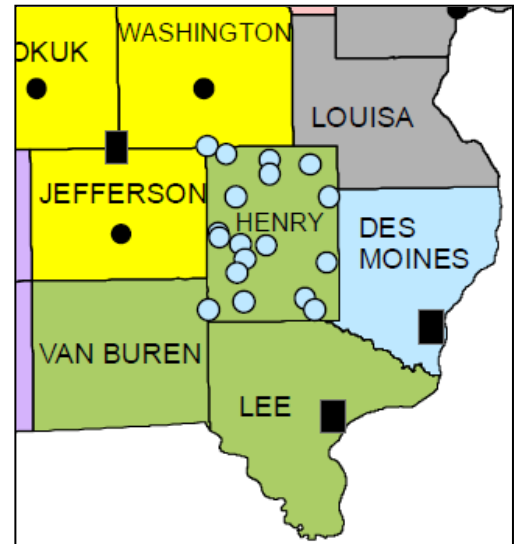 WASHINGTON
OKUK
LOUISA
JEFFERSON
HENRY
DES
MOINES
VAN BUREN
LEE